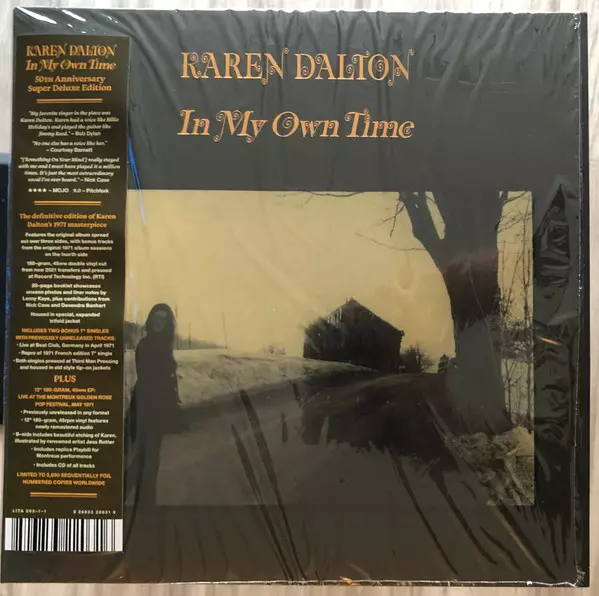 KAREN DALTON
In My Own Time
50th Anniversary
Super Deluxe Edition
"My favorite singer in the place was
Karen Dalton. Karen had a voice like Billie
Holiday's and played the guitar like
Jimmy Reed." – Bob Dylan
"No one else has a voice like her."
– Courtney Barnett
"[Something On Your Mind] really stayed
with me and I must have played it a million
times. It's just the most extraordinary
vocal I've ever heard." – Nick Cave
★★★★ – MOJO 9.0 – Pitchfork
The definitive edition of Karen
Dalton's 1971 masterpiece
Features the original album spread
out over three sides, with bonus tracks
from the original 1971 album sessions
on the fourth side
180-gram, 45RPM double vinyl cut
from new 2021 transfers and pressed
at Record Technology Inc. (RTI)
20-page booklet showcases
unseen photos and liner notes by
Lenny Kaye, plus contributions from
Nick Cave and Devendra Banhart
Housed in special, expanded
trifold jacket
INCLUDES TWO BONUS 7" SINGLES
WITH PREVIOUSLY UNRELEASED TRACKS:
• Live at Beat Club, Germany in April 1971
• Repro of 1971 French edition 7" single
• Both singles pressed at Third Man Pressing
and housed in old style tip-on jackets
PLUS
12" 180-GRAM, 45RPM EP:
LIVE AT THE MONTREUX GOLDEN ROSE
POP FESTIVAL, MAY 1971
• Previously unreleased in any format
• 12" 180-gram, 45rpm vinyl features
newly remastered audio
• B-side includes beautiful etching of Karen,
illustrated by renowned artist Jess Rotter
• Includes replica Playbill for
Montreux performance
• Includes CD of all tracks
LIMITED TO 2,000 SEQUENTIALLY FOIL
NUMBERED COPIES WORLDWIDE
KAREN DALTON
In My Own Time